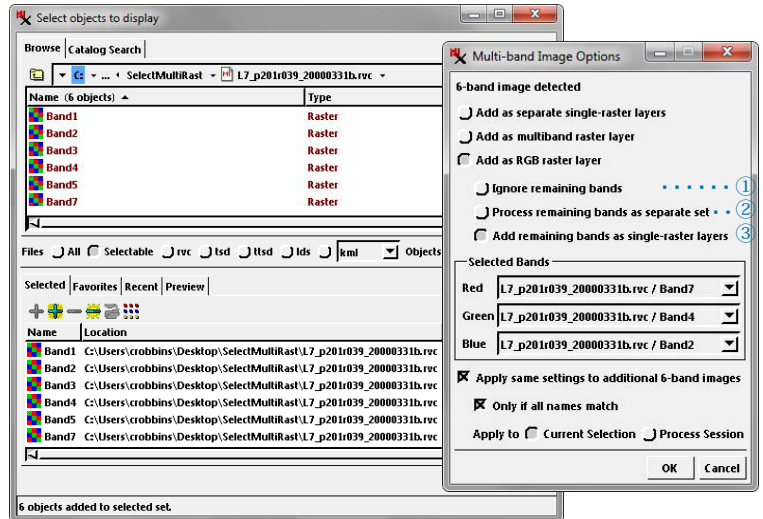 Select objects to display
Browse Catalog Search
C: ... SelectMultiRast L7_p201r039_20000331b.rvc
Name (6 objects) Type
Band1 Raster
Band2 Raster
Band3 Raster
Band4 Raster
Band5 Raster
Band7 Raster
Files All Selectable rvc tsd ttsd lds kml Objects
Selected Favorites Recent Preview
Name Location
Band1 C:\Users\crobbins\Desktop\SelectMultiRast\L7_p201r039_20000331b.rvc
Band2 C:\Users\crobbins\Desktop\SelectMultiRast\L7_p201r039_20000331b.rvc
Band3 C:\Users\crobbins\Desktop\SelectMultiRast\L7_p201r039_20000331b.rvc
Band4 C:\Users\crobbins\Desktop\SelectMultiRast\L7_p201r039_20000331b.rvc
Band5 C:\Users\crobbins\Desktop\SelectMultiRast\L7_p201r039_20000331b.rvc
Band7 C:\Users\crobbins\Desktop\SelectMultiRast\L7_p201r039_20000331b.rvc
6 objects added to selected set.
Multi-band Image Options
6-band image detected
Add as separate single-raster layers
Add as multiband raster layer
Add as RGB raster layer
Ignore remaining bands · · · · · · ①
Process remaining bands as separate set · · ②
Add remaining bands as single-raster layers ③
Selected Bands
Red L7_p201r039_20000331b.rvc / Band7
Green L7_p201r039_20000331b.rvc / Band4
Blue L7_p201r039_20000331b.rvc / Band2
Apply same settings to additional 6-band images
Only if all names match
Apply to Current Selection Process Session
OK Cancel